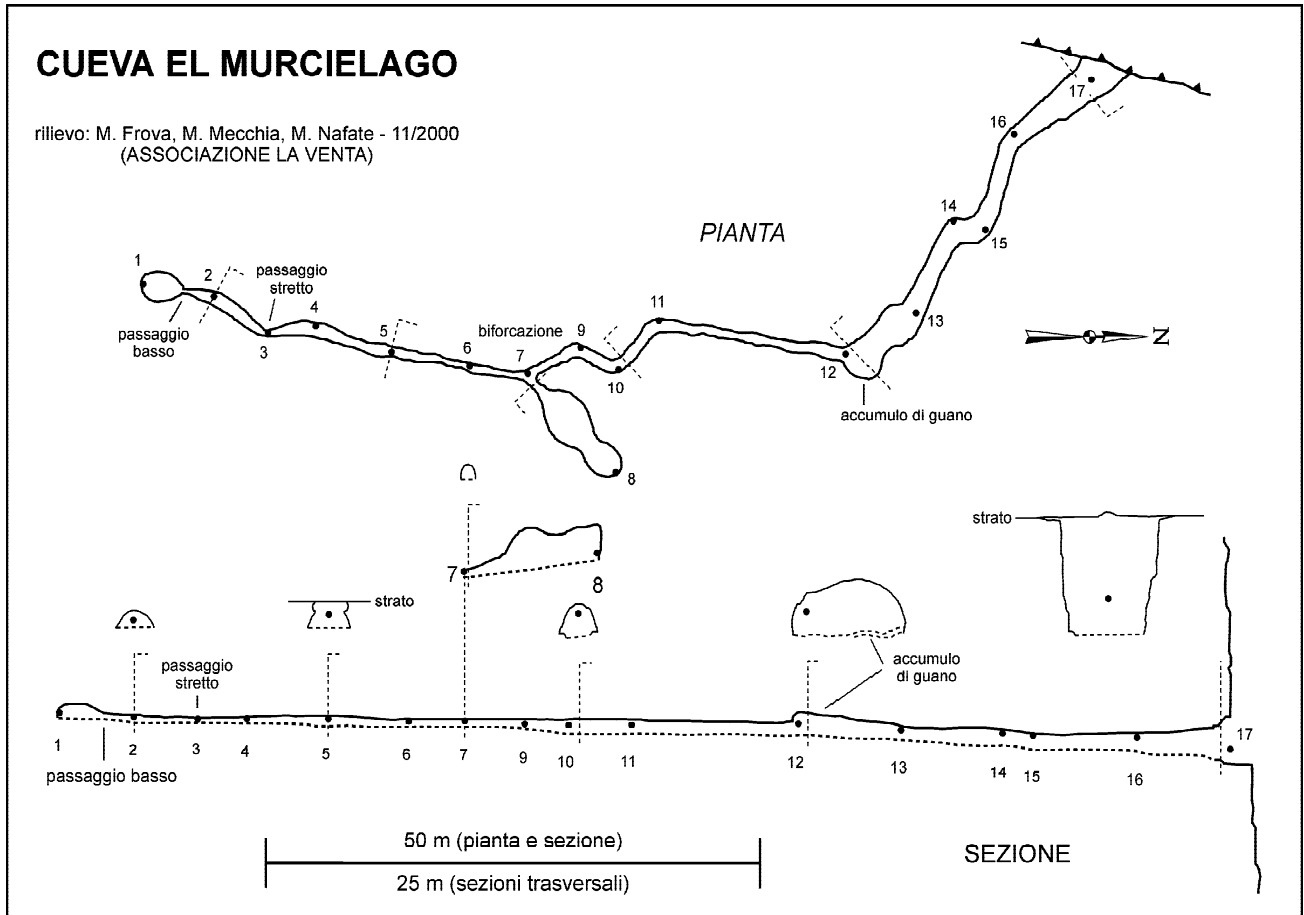 CUEVA EL MURCIELAGO
rilievo: M. Frova, M. Mecchia, M. Nafate - 11/2000
(ASSOCIAZIONE LA VENTA)
17
16
14
15
PIANTA
1
2
passaggio
stretto
passaggio
basso
3
4
5
6
biforcazione
7
9
10
11
12
13
accumulo di guano
N
8
7
8
strato
strato
accumulo
di guano
passaggio
stretto
1
2
3
4
5
6
7
9
10
11
12
13
14
15
16
17
passaggio basso
50 m (pianta e sezione)
25 m (sezioni trasversali)
SEZIONE